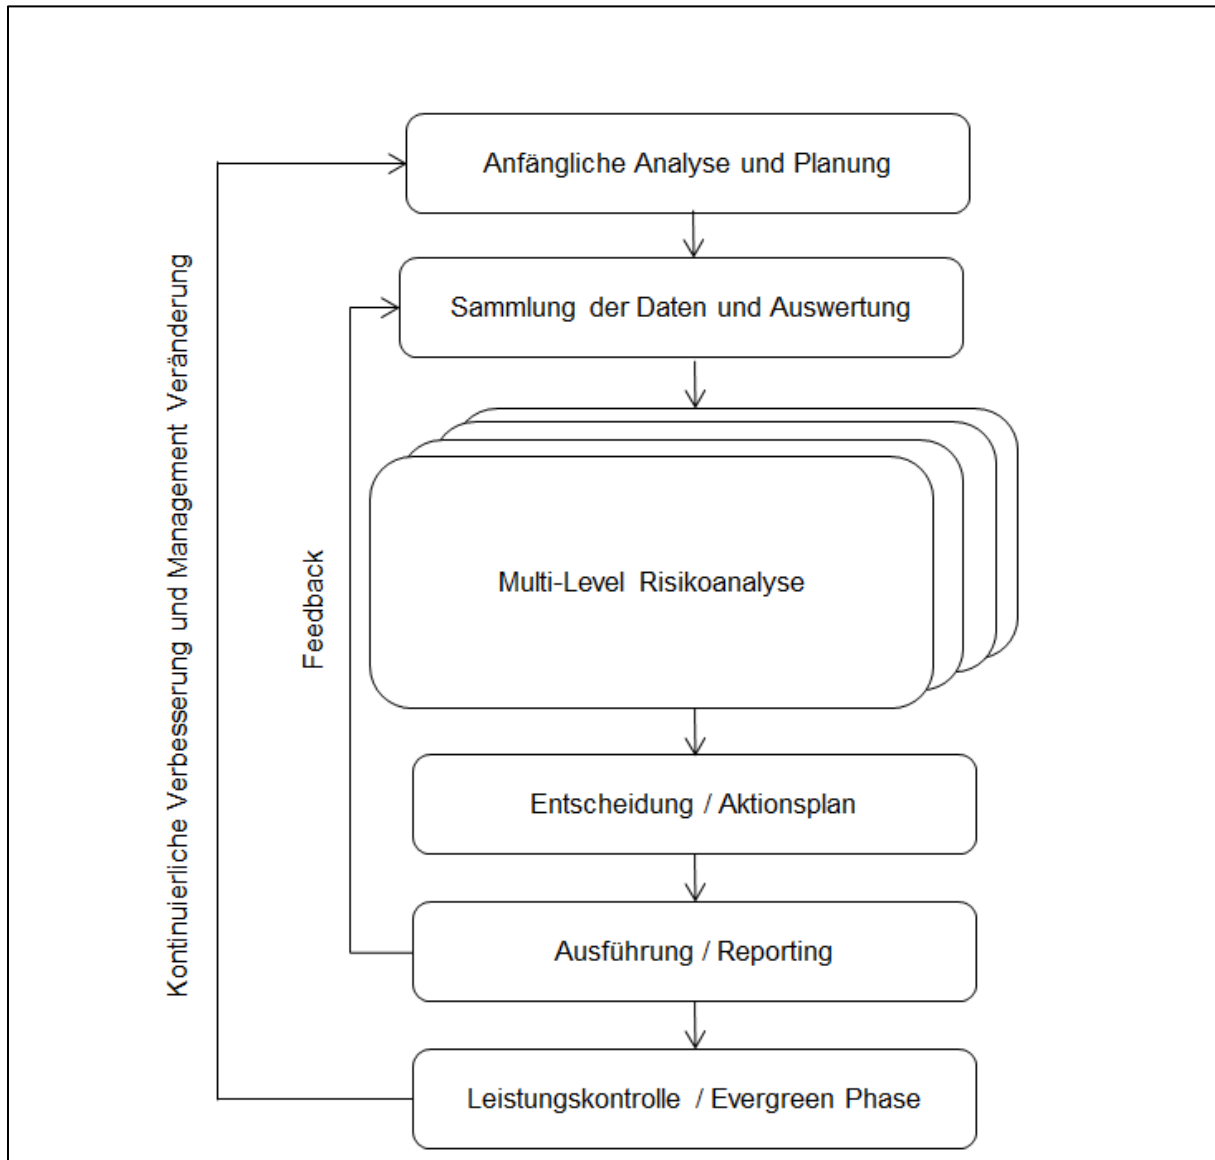 Anfängliche Analyse und Planung
Sammlung der Daten und Auswertung
Multi-Level Risikoanalyse
Entscheidung / Aktionsplan
Ausführung / Reporting
Leistungskontrolle / Evergreen Phase
Feedback
Kontinuierliche Verbesserung und Management Veränderung